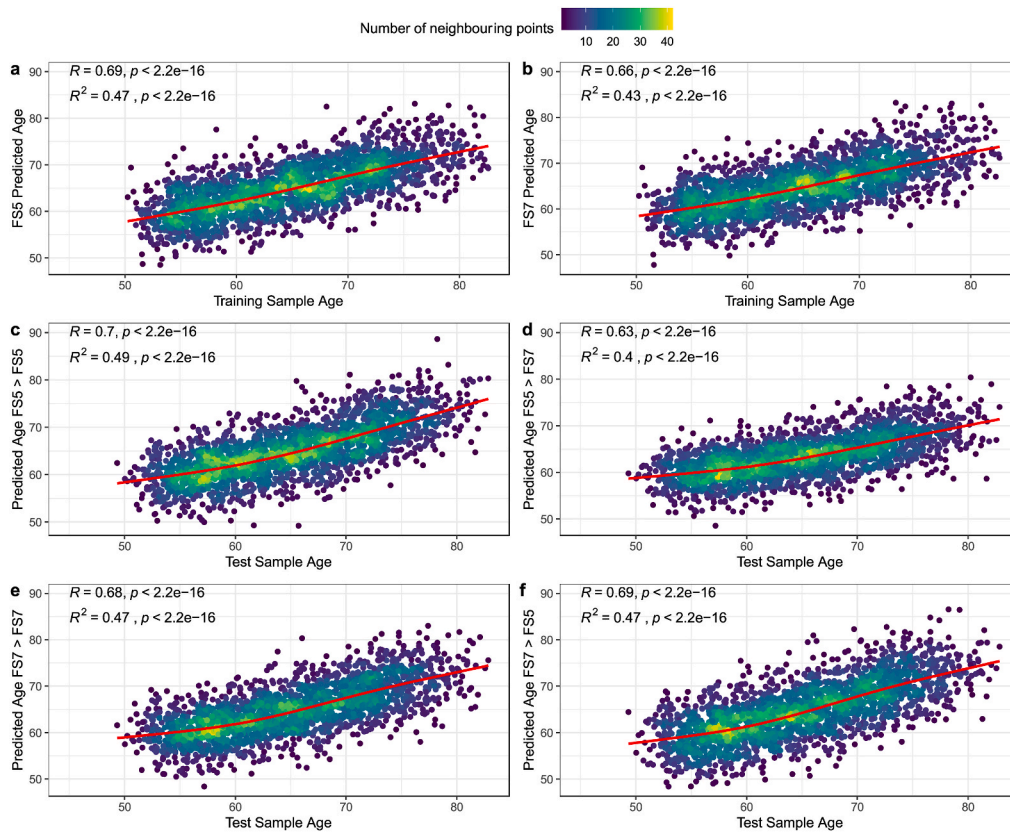 Number of neighbouring points
10 20 30 40
a
R = 0.69, p < 2.2e−16
R² = 0.47 , p < 2.2e−16
FS5 Predicted Age
90
80
70
60
50
50 60 70 80
Training Sample Age
b
R = 0.66, p < 2.2e−16
R² = 0.43 , p < 2.2e−16
FS7 Predicted Age
90
80
70
60
50
50 60 70 80
Training Sample Age
c
R = 0.7, p < 2.2e−16
R² = 0.49 , p < 2.2e−16
Predicted Age FS5 > FS5
90
80
70
60
50
50 60 70 80
Test Sample Age
d
R = 0.63, p < 2.2e−16
R² = 0.4 , p < 2.2e−16
Predicted Age FS5 > FS7
90
80
70
60
50
50 60 70 80
Test Sample Age
e
R = 0.68, p < 2.2e−16
R² = 0.47 , p < 2.2e−16
Predicted Age FS7 > FS7
90
80
70
60
50
50 60 70 80
Test Sample Age
f
R = 0.69, p < 2.2e−16
R² = 0.47 , p < 2.2e−16
Predicted Age FS7 > FS5
90
80
70
60
50
50 60 70 80
Test Sample Age